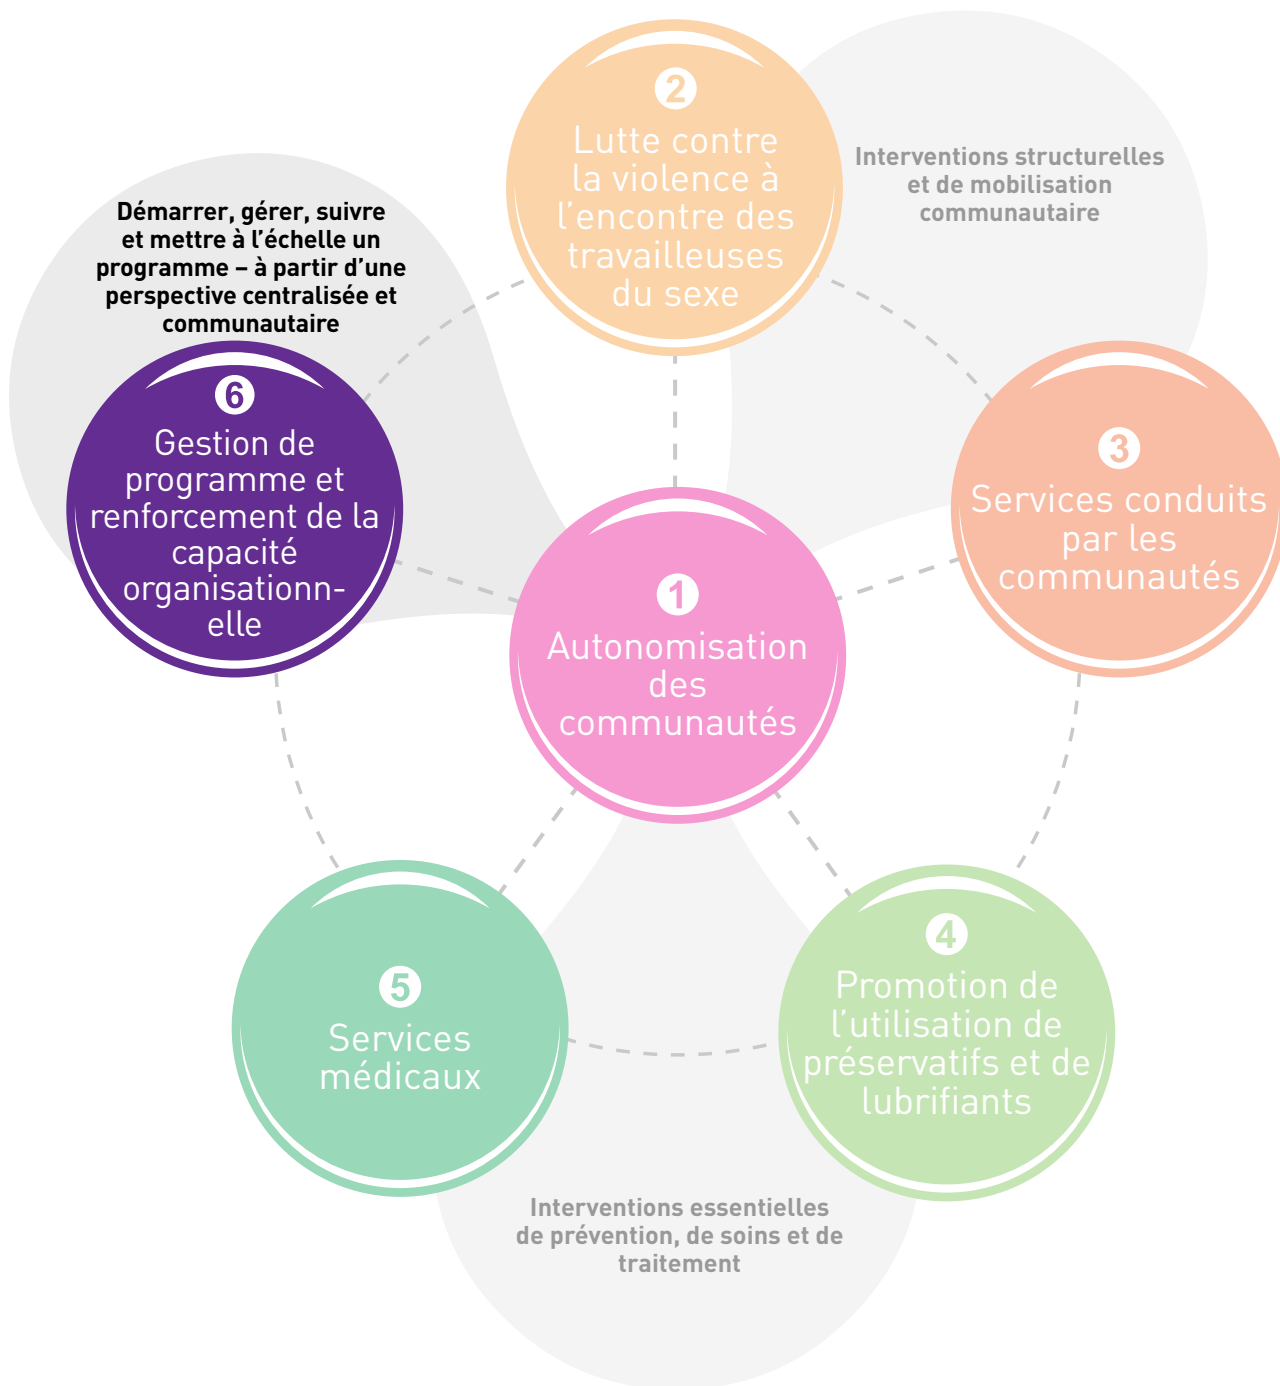 2
Lutte contre
la violence à
l’encontre des
travailleuses
du sexe
Interventions structurelles
et de mobilisation
communautaire
Démarrer, gérer, suivre
et mettre à l’échelle un
programme – à partir d’une
perspective centralisée et
communautaire
6
Gestion de
programme et
renforcement de la
capacité
organisationn-
elle
3
Services conduits
par les
communautés
1
Autonomisation
des
communautés
5
Services
médicaux
4
Promotion de
l’utilisation de
préservatifs et de
lubrifiants
Interventions essentielles
de prévention, de soins et de
traitement